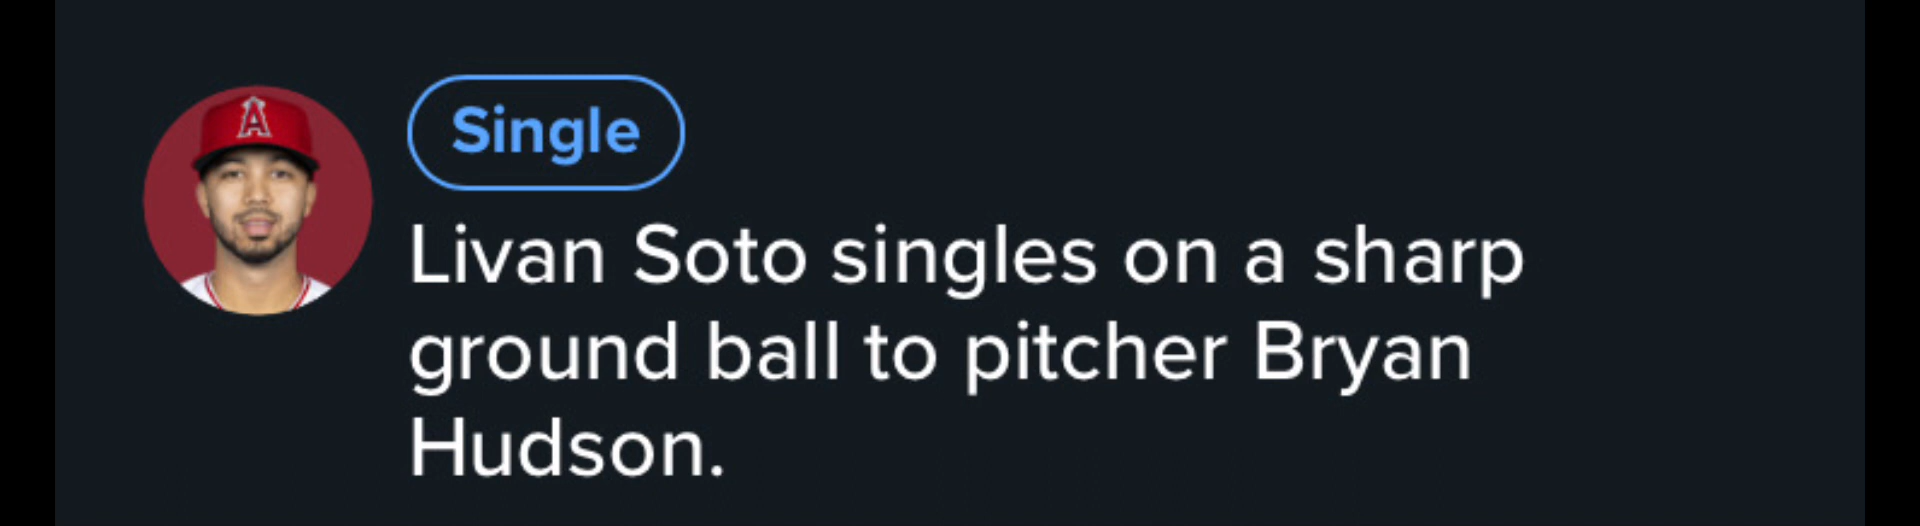 A
Single
Livan Soto singles on a sharp
ground ball to pitcher Bryan
Hudson.